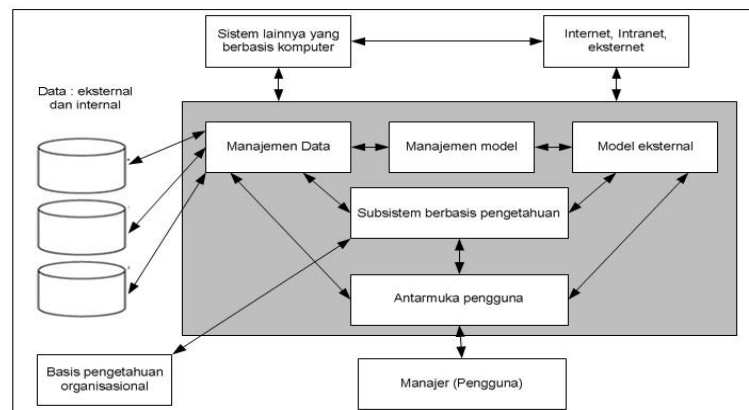 Sistem lainnya yang
berbasis komputer
Internet, Intranet,
eksternet
Data : eksternal
dan internal
Manajemen Data
Manajemen model
Model eksternal
Subsistem berbasis pengetahuan
Antarmuka pengguna
Basis pengetahuan
organisasional
Manajer (Pengguna)